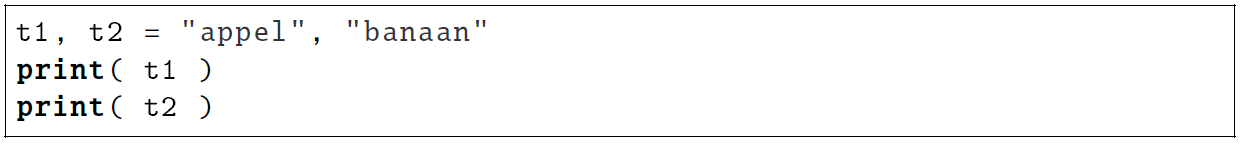 t1, t2 = "appel", "banaan"
print( t1 )
print( t2 )